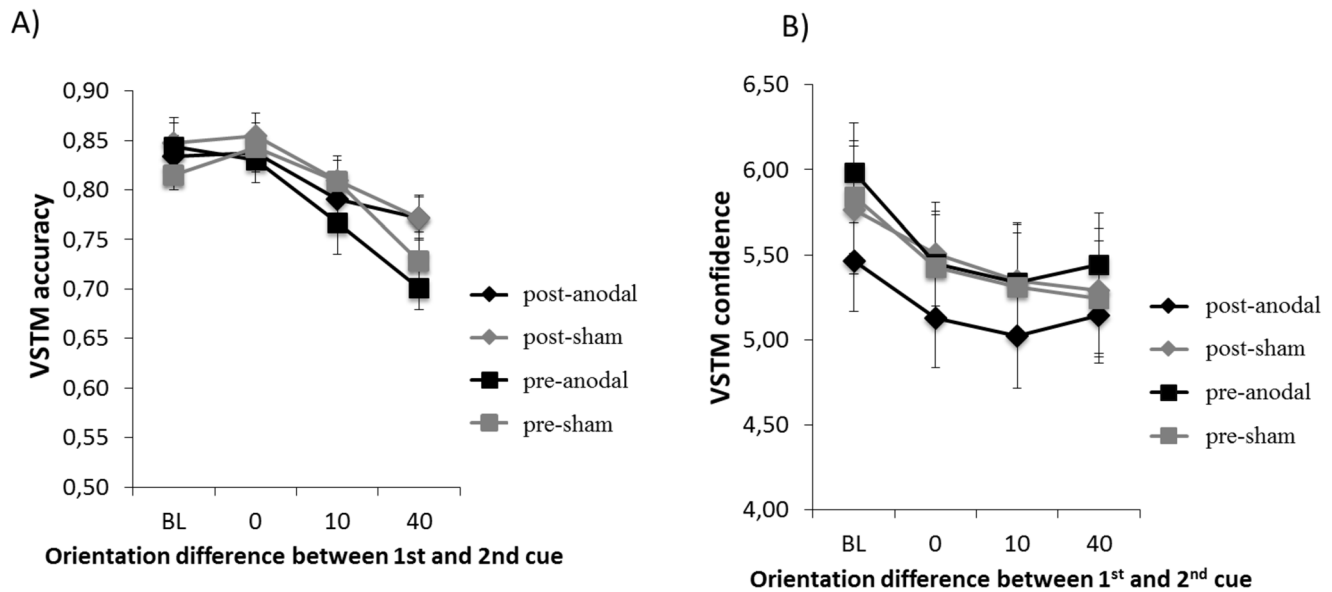 A)
0,90
0,85
0,80
0,75
0,70
0,65
0,60
0,55
0,50
VSTM accuracy
BL 0 10 40
Orientation difference between 1st and 2nd cue
post-anodal
post-sham
pre-anodal
pre-sham
B)
6,50
6,00
5,50
5,00
4,50
4,00
VSTM confidence
BL 0 10 40
Orientation difference between 1st and 2nd cue
post-anodal
post-sham
pre-anodal
pre-sham